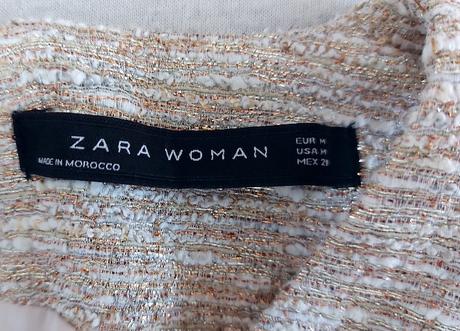 ZARA WOMAN
MADE IN MOROCCO
EUR M
USA M
MEX 28